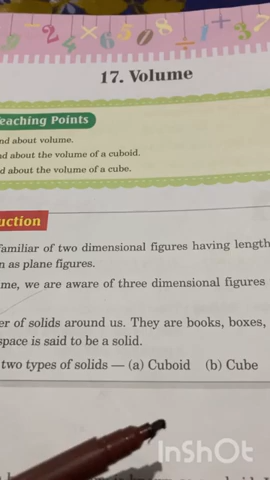 17. Volume
eaching Points
nd about volume.
d about the volume of a cuboid.
d about the volume of a cube.
uction
familiar of two dimensional figures having length
n as plane figures.
me, we are aware of three dimensional figures
er of solids around us. They are books, boxes,
space is said to be a solid.
two types of solids — (a) Cuboid (b) Cube
InShOt